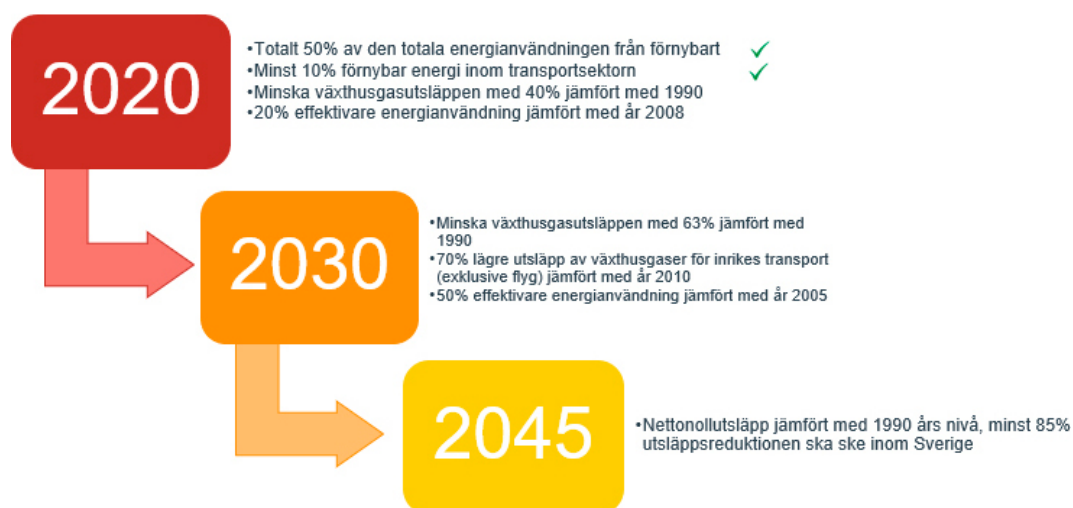 2020
•Totalt 50% av den totala energianvändningen från förnybart
•Minst 10% förnybar energi inom transportsektorn
•Minska växthusgasutsläppen med 40% jämfört med 1990
•20% effektivare energianvändning jämfört med år 2008
2030
•Minska växthusgasutsläppen med 63% jämfört med
1990
•70% lägre utsläpp av växthusgaser för inrikes transport
(exklusive flyg) jämfört med år 2010
•50% effektivare energianvändning jämfört med år 2005
2045
•Nettonollutsläpp jämfört med 1990 års nivå, minst 85%
utsläppsreduktionen ska ske inom Sverige